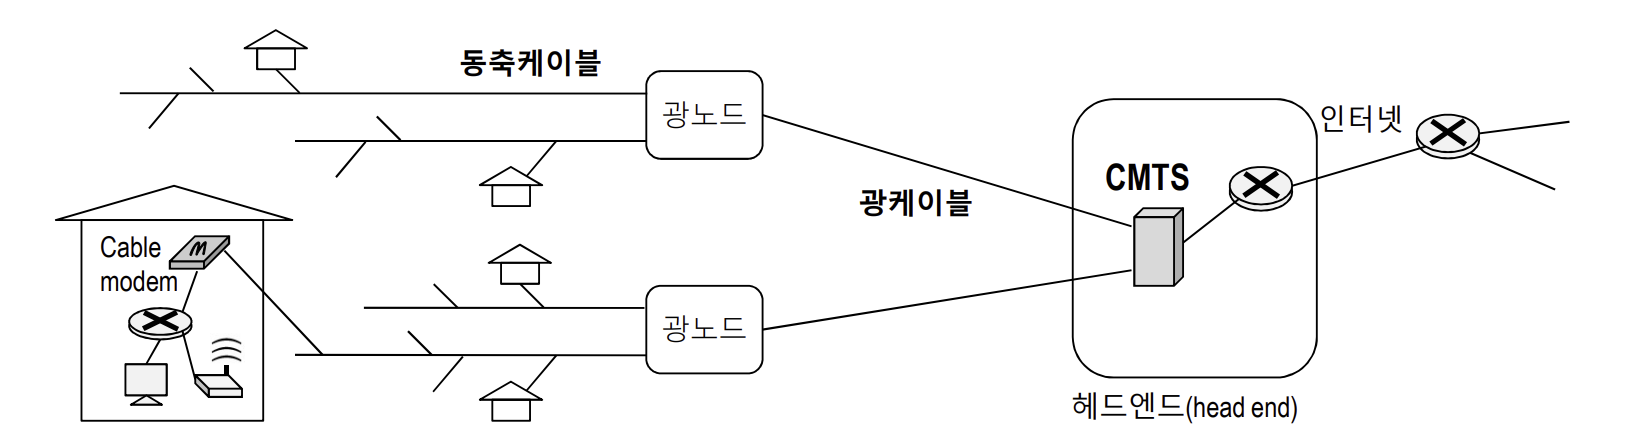 동축케이블
광노드
인터넷
CMTS
광케이블
Cable
modem
광노드
헤드엔드(head end)